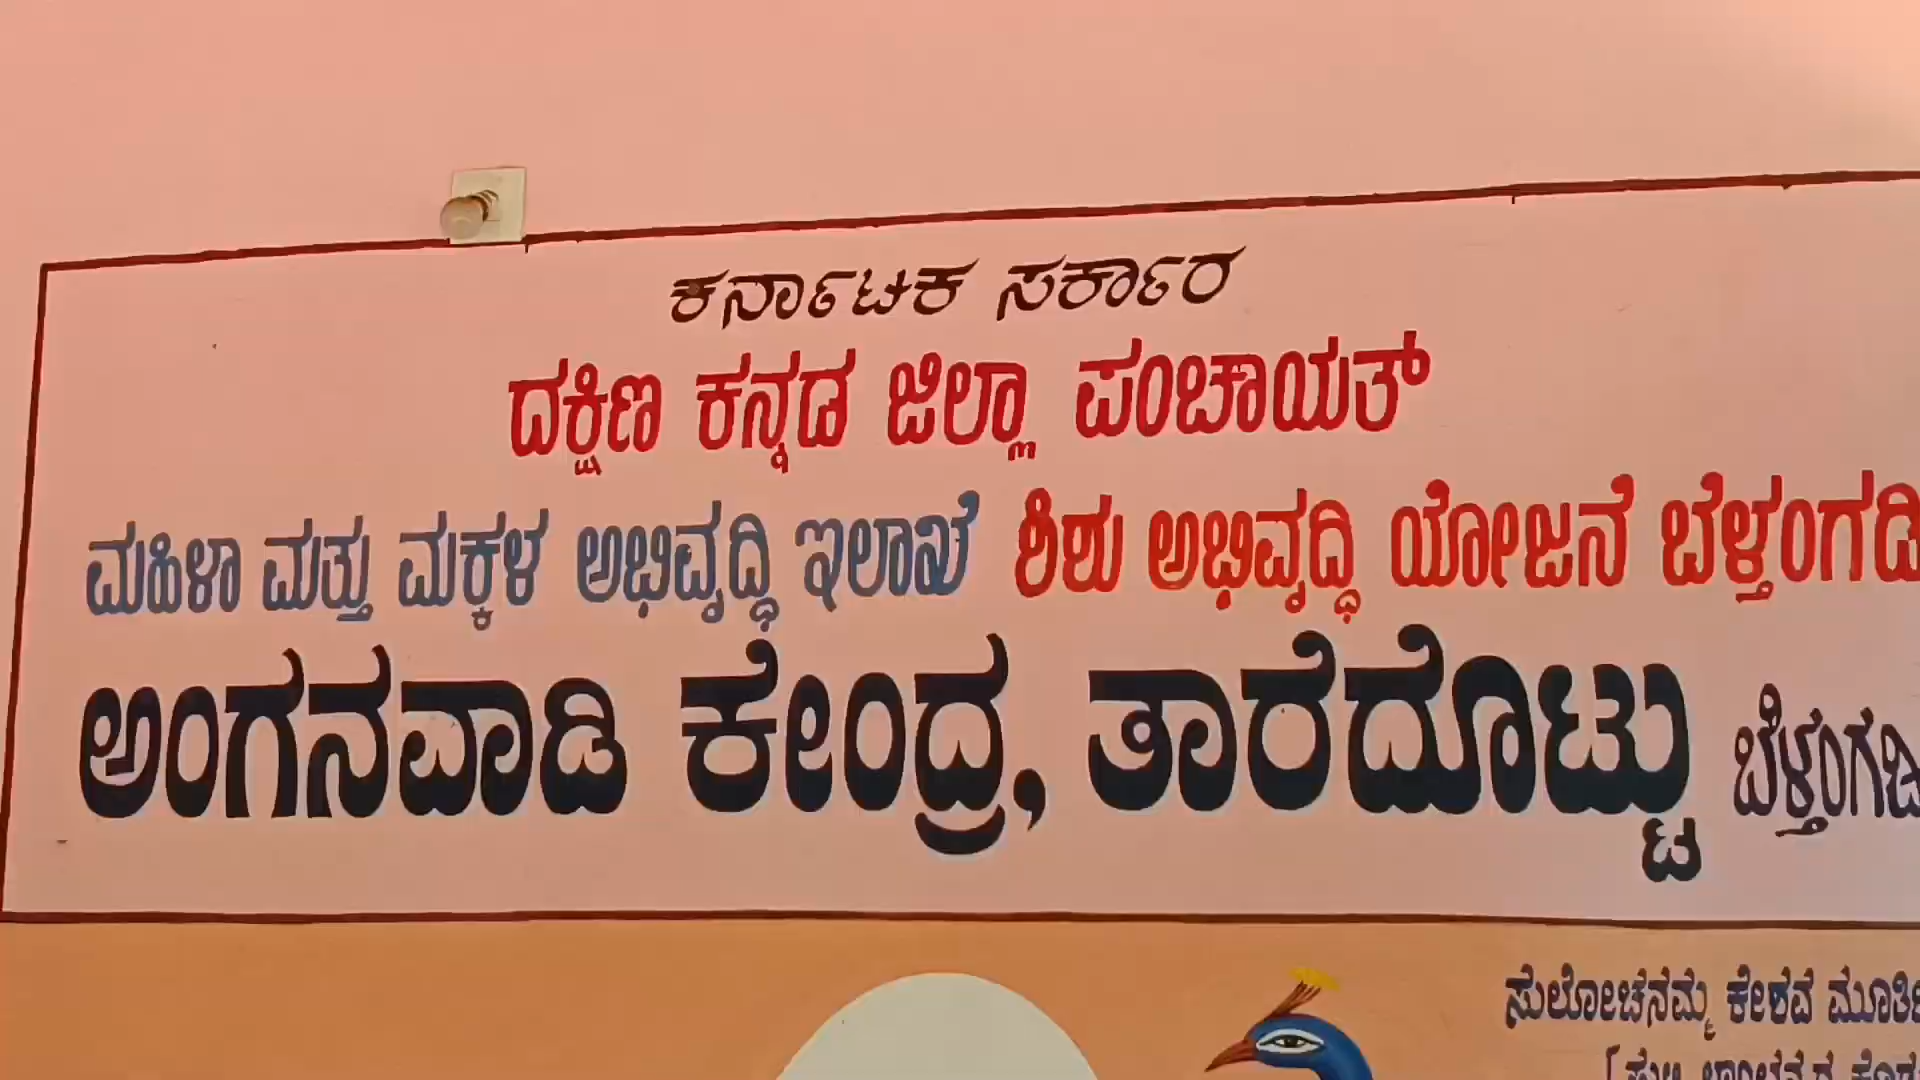 ಕರ್ನಾಟಕ ಸರ್ಕಾರ
ದಕ್ಷಿಣ ಕನ್ನಡ ಜಿಲ್ಲಾ ಪಂಚಾಯತ್
ಮಹಿಳಾ ಮತ್ತು ಮಕ್ಕಳ ಅಭಿವೃದ್ಧಿ ಇಲಾಖೆ ಶಿಶು ಅಭಿವೃದ್ಧಿ ಯೋಜನೆ ಬೆಳ್ತಂಗಡಿ
ಅಂಗನವಾಡಿ ಕೇಂದ್ರ, ತಾರೆದೊಟ್ಟು ಬೆಳ್ತಂಗಡಿ
ಸುಲೋಚನಮ್ಮ ಕೇಶವ ಮೂರ್ತಿ